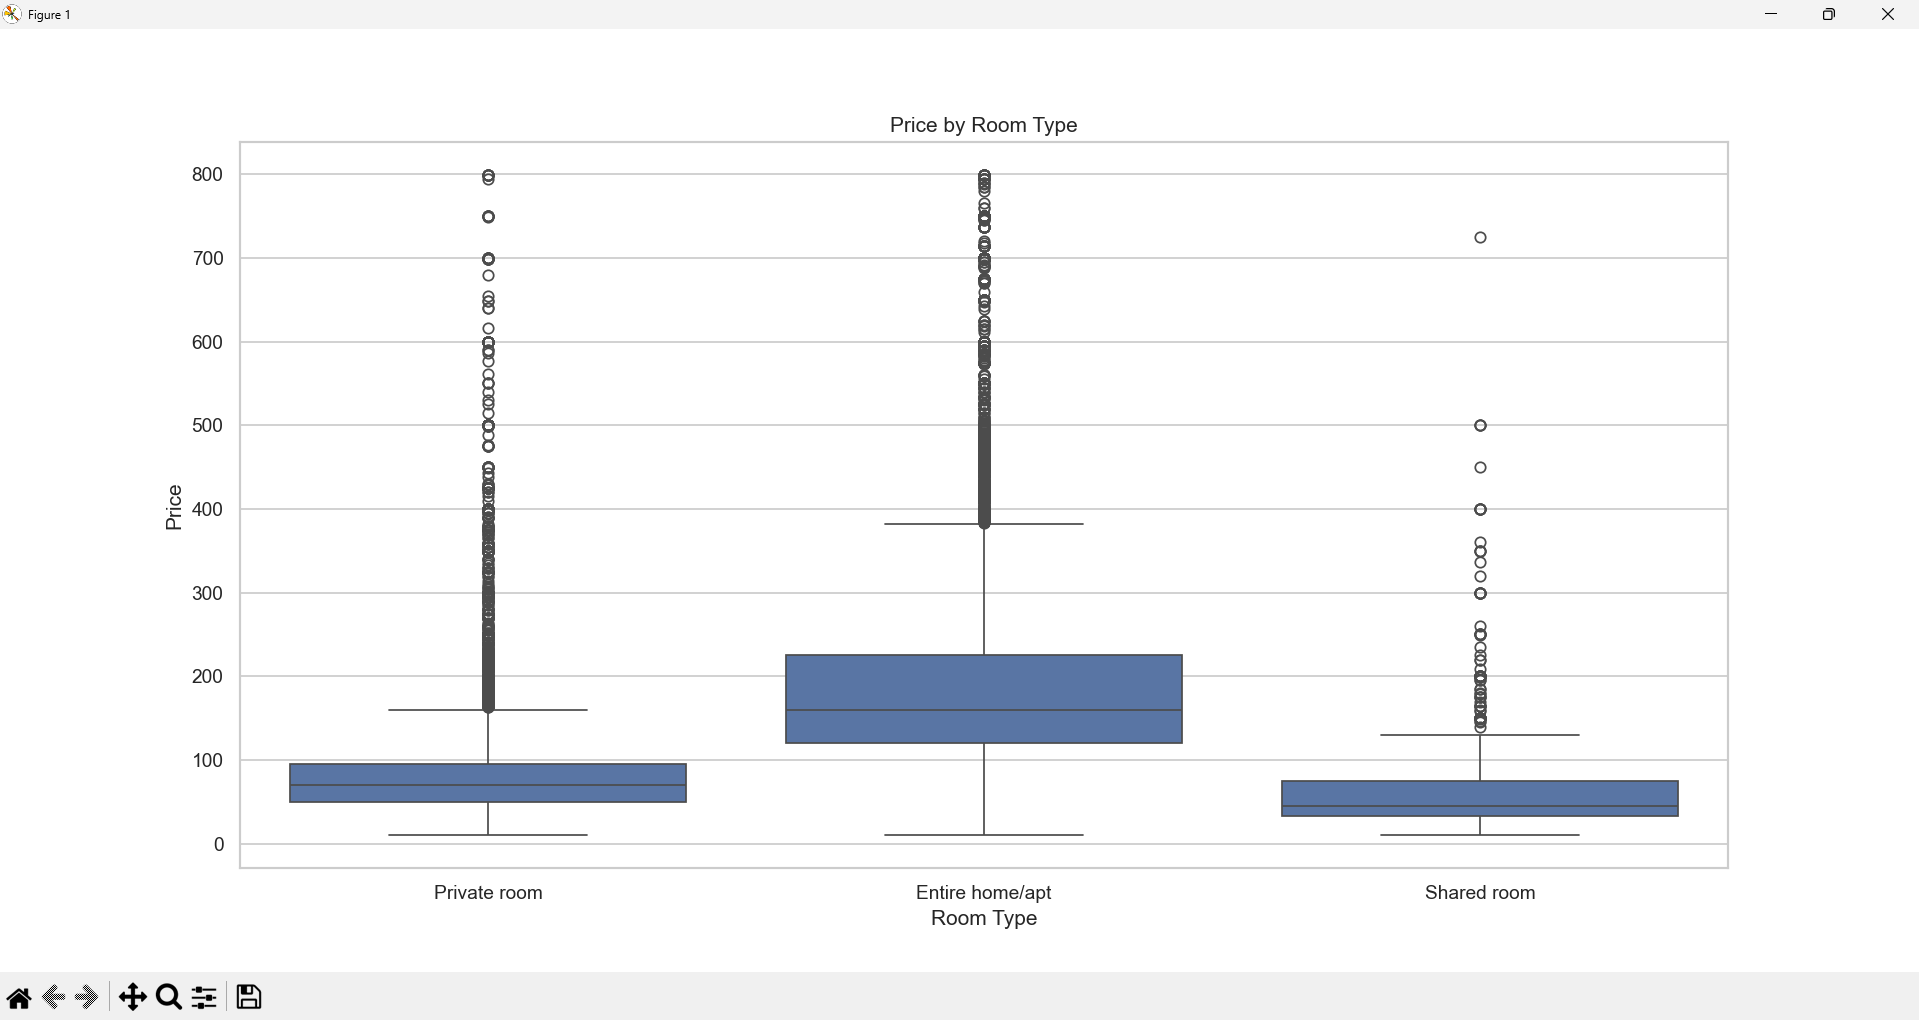 Figure 1
Price by Room Type
800
700
600
500
400
300
200
100
0
Price
Private room
Entire home/apt
Shared room
Room Type